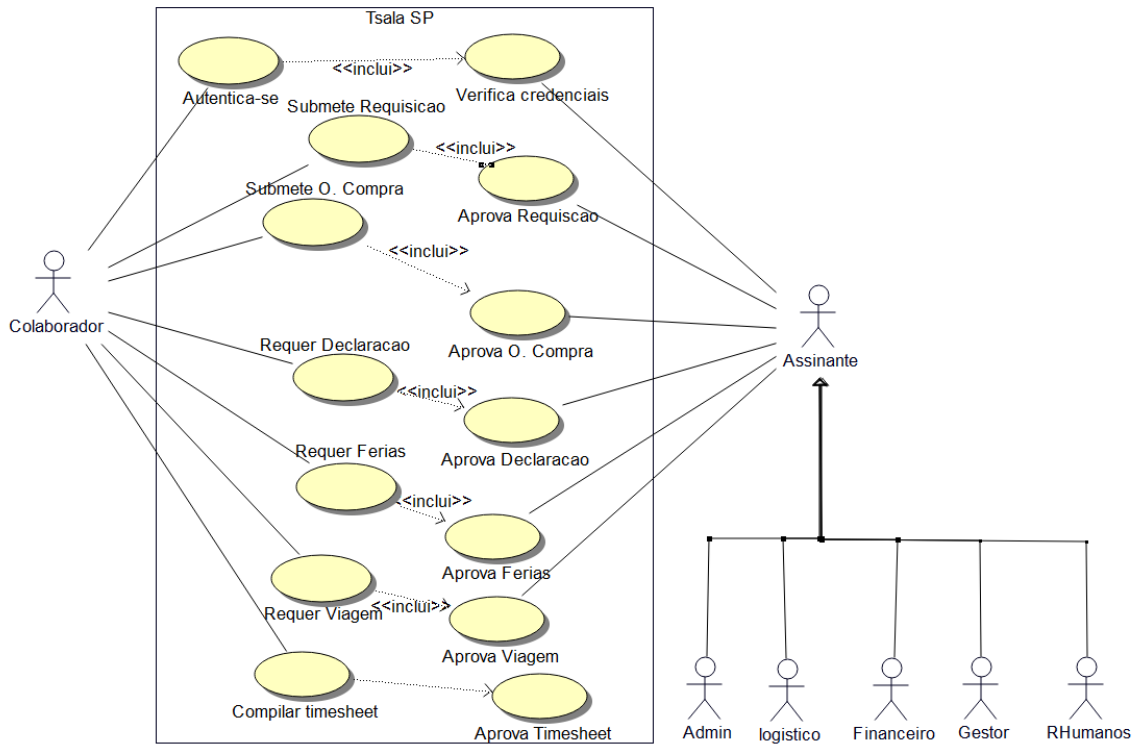 Tsala SP
<<inclui>>
Autentica-se
Verifica credenciais
Submete Requisicao
<<inclui>>
Submete O. Compra
Aprova Requiscao
<<inclui>>
Colaborador
Requer Declaracao
Aprova O. Compra
Assinante
<<inclui>>
Requer Ferias
Aprova Declaracao
<<inclui>>
Aprova Ferias
<<inclui>>
Requer Viagem
Aprova Viagem
Compilar timesheet
Aprova Timesheet
Admin
logistico
Financeiro
Gestor
RHumanos